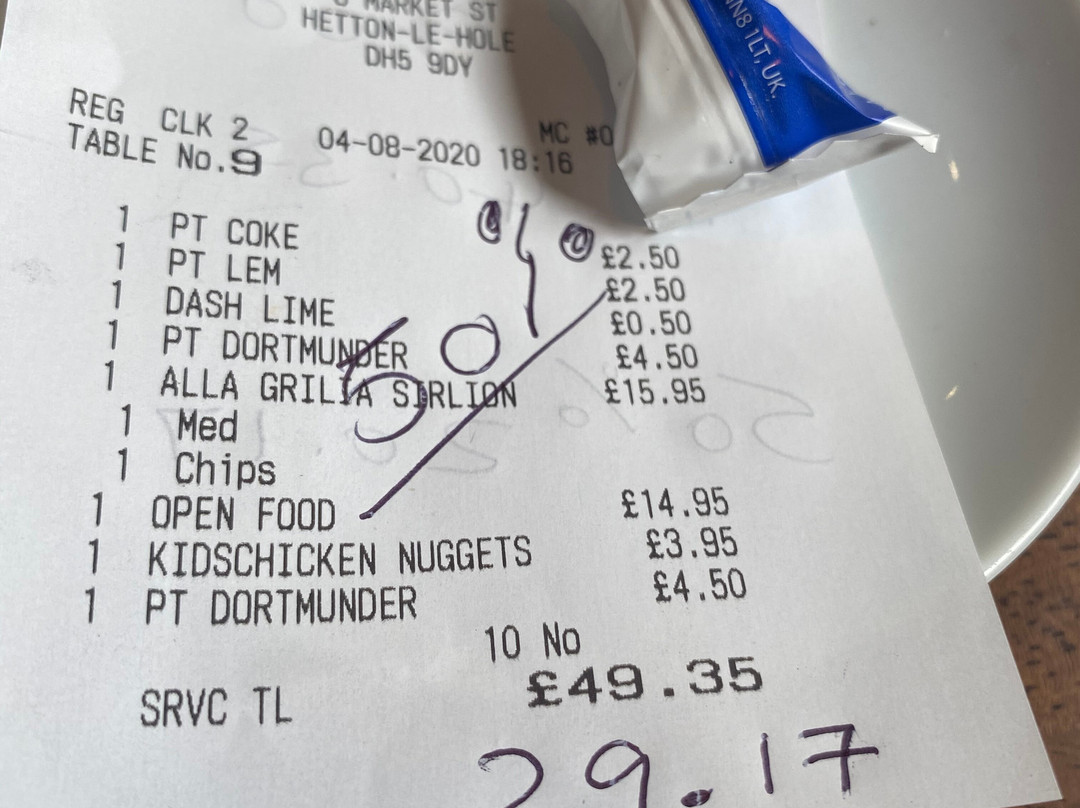 MARKET ST
HETTON-LE-HOLE
DH5 9DY
REG CLK 2 04-08-2020 18:16 MC #0
TABLE No.9
1 PT COKE £2.50
1 PT LEM £2.50
1 DASH LIME £0.50
1 PT DORTMUNDER £4.50
1 ALLA GRILIA SIRLION £15.95
1 Med
1 Chips
1 OPEN FOOD £14.95
1 KIDSCHICKEN NUGGETS £3.95
1 PT DORTMUNDER £4.50
10 No
SRVC TL £49.35
29.17
50%
N8 1LT, UK.